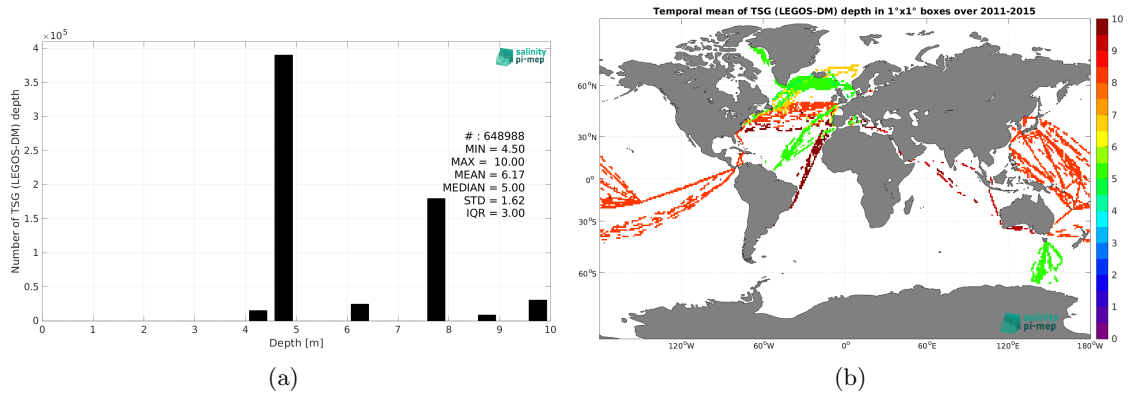 ×10⁵
4
3.5
3
2.5
2
1.5
1
0.5
0
Number of TSG (LEGOS-DM) depth
salinity
pi-mep
# : 648988
MIN = 4.50
MAX = 10.00
MEAN = 6.17
MEDIAN = 5.00
STD = 1.62
IQR = 3.00
0 1 2 3 4 5 6 7 8 9 10
Depth [m]
(a)
Temporal mean of TSG (LEGOS-DM) depth in 1°x1° boxes over 2011-2015
60°N
30°N
0°
30°S
60°S
120°W 60°W 0° 60°E 120°E 180°W
salinity
pi-mep
10
9
8
7
6
5
4
3
2
1
0
(b)